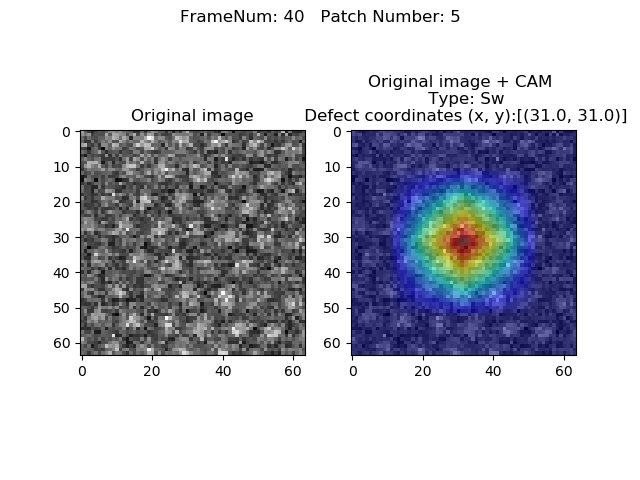 FrameNum: 40   Patch Number: 5
Original image
0
10
20
30
40
50
60
0 20 40 60
Original image + CAM
Type: Sw
Defect coordinates (x, y):[(31.0, 31.0)]
0
10
20
30
40
50
60
0 20 40 60